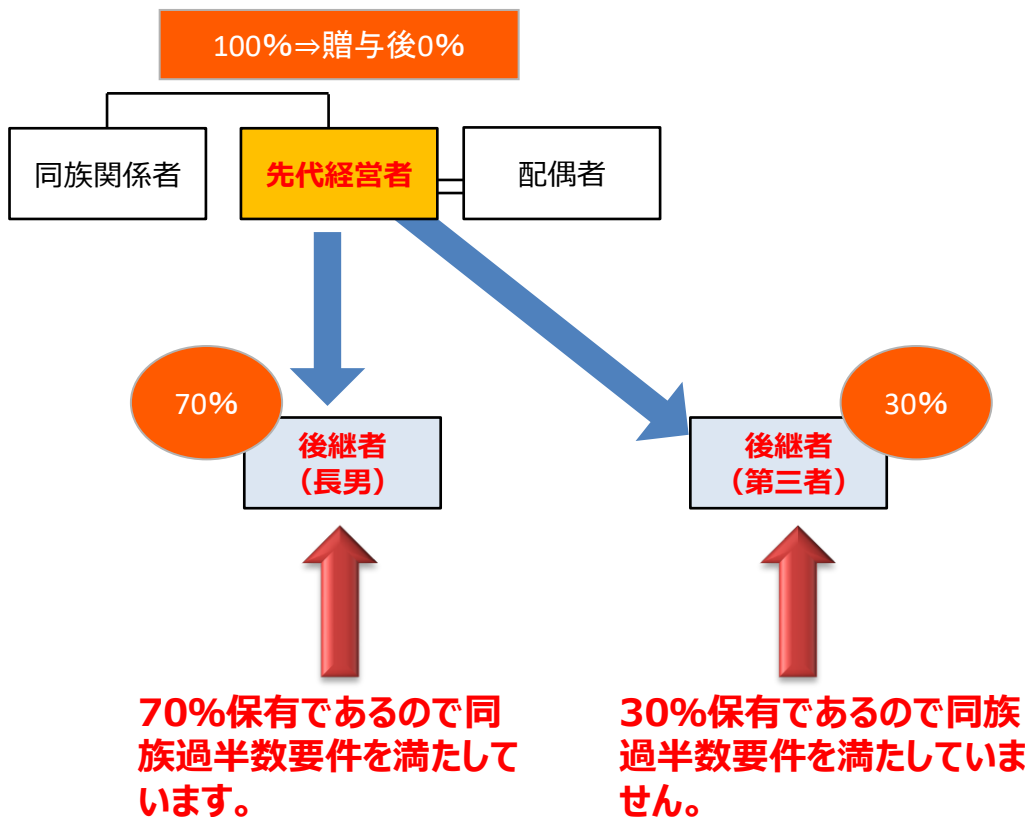 100%⇒贈与後0%
同族関係者
先代経営者
配偶者
70%
30%
後継者
（長男）
後継者
（第三者）
70%保有であるので同
族過半数要件を満たして
います。
30%保有であるので同族
過半数要件を満たしていま
せん。